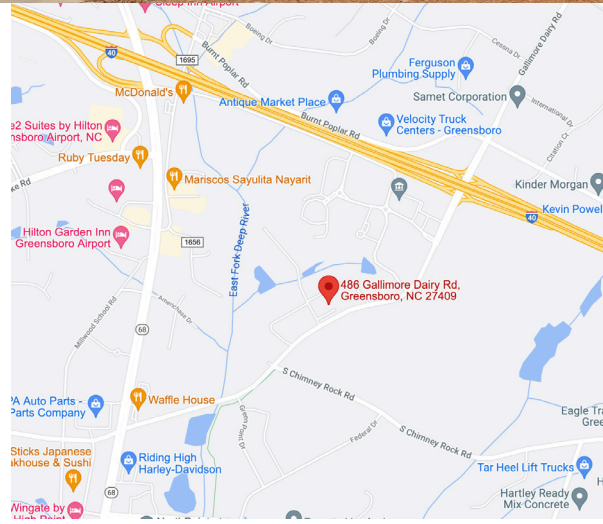 Sleep Inn Airport
40
1695
Burnt Poplar Rd
Boeing Dr
Boeing Dr
Cessna Dr
Gallimore Dairy Rd
Ferguson
Plumbing Supply
McDonald's
Antique Market Place
Samet Corporation
International Dr
Burnt Poplar Rd
Velocity Truck
Centers - Greensboro
Citation Ct
e2 Suites by Hilton
nsboro Airport, NC
Ruby Tuesday
ke Rd
Mariscos Sayulita Nayarit
Kinder Morgan
Kevin Powel
40
Hilton Garden Inn
Greensboro Airport
1656
East Fork Deep River
486 Gallimore Dairy Rd,
Greensboro, NC 27409
Millwood School Rd
Americhase Dr
68
S Chimney Rock Rd
PA Auto Parts -
Parts Company
Waffle House
Green Point Dr
Federal Dr
S Chimney Rock Rd
Eagle Tra
Gree
Sticks Japanese
akhouse & Sushi
Riding High
Harley-Davidson
Tar Heel Lift Trucks
68
Hartley Ready
Mix Concrete
H
Wingate by
High Point